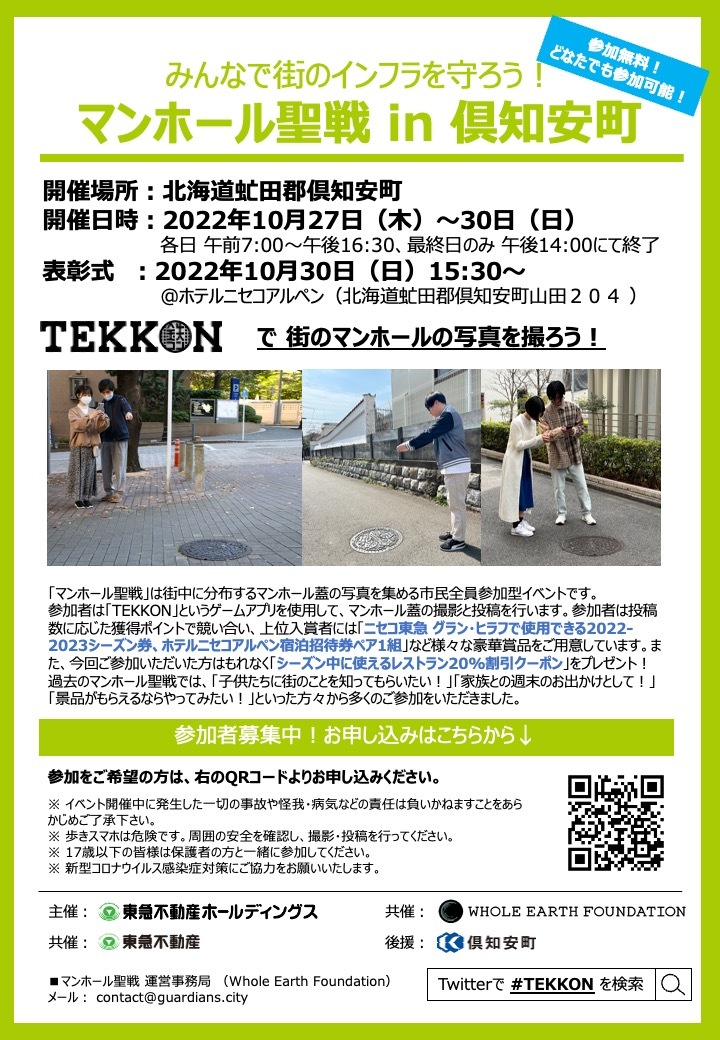 参加無料！
どなたでも参加可能！
みんなで街のインフラを守ろう！
マンホール聖戦 in 倶知安町
開催場所：北海道虻田郡倶知安町
開催日時：2022年10月27日（木）～30日（日）
各日 午前7:00～午後16:30、最終日のみ 午後14:00にて終了
表彰式　：2022年10月30日（日）15:30～
@ホテルニセコアルペン（北海道虻田郡倶知安町山田２０４ ）
TEKKON で 街のマンホールの写真を撮ろう！
「マンホール聖戦」は街中に分布するマンホール蓋の写真を集める市民全員参加型イベントです。
参加者は「TEKKON」というゲームアプリを使用して、マンホール蓋の撮影と投稿を行います。参加者は投稿
数に応じた獲得ポイントで競い合い、上位入賞者には「ニセコ東急 グラン・ヒラフで使用できる2022-
2023シーズン券、ホテルニセコアルペン宿泊招待券ペア1組」など様々な豪華賞品をご用意しています。ま
た、今回ご参加いただいた方はもれなく「シーズン中に使えるレストラン20%割引クーポン」をプレゼント！
過去のマンホール聖戦では、「子供たちに街のことを知ってもらいたい！」「家族との週末のお出かけとして！」
「景品がもらえるならやってみたい！」といった方々から多くのご参加をいただきました。
参加者募集中！お申し込みはこちらから↓
参加をご希望の方は、右のQRコードよりお申し込みください。
※ イベント開催中に発生した一切の事故や怪我・病気などの責任は負いかねますことをあら
かじめご了承下さい。
※ 歩きスマホは危険です。周囲の安全を確認し、撮影・投稿を行ってください。
※ 17歳以下の皆様は保護者の方と一緒に参加してください。
※ 新型コロナウイルス感染症対策にご協力をお願いいたします。
主催： 東急不動産ホールディングス
共催： WHOLE EARTH FOUNDATION
共催： 東急不動産
後援： 倶知安町
■マンホール聖戦 運営事務局 （Whole Earth Foundation）
メール： contact@guardians.city
Twitterで #TEKKON を検索